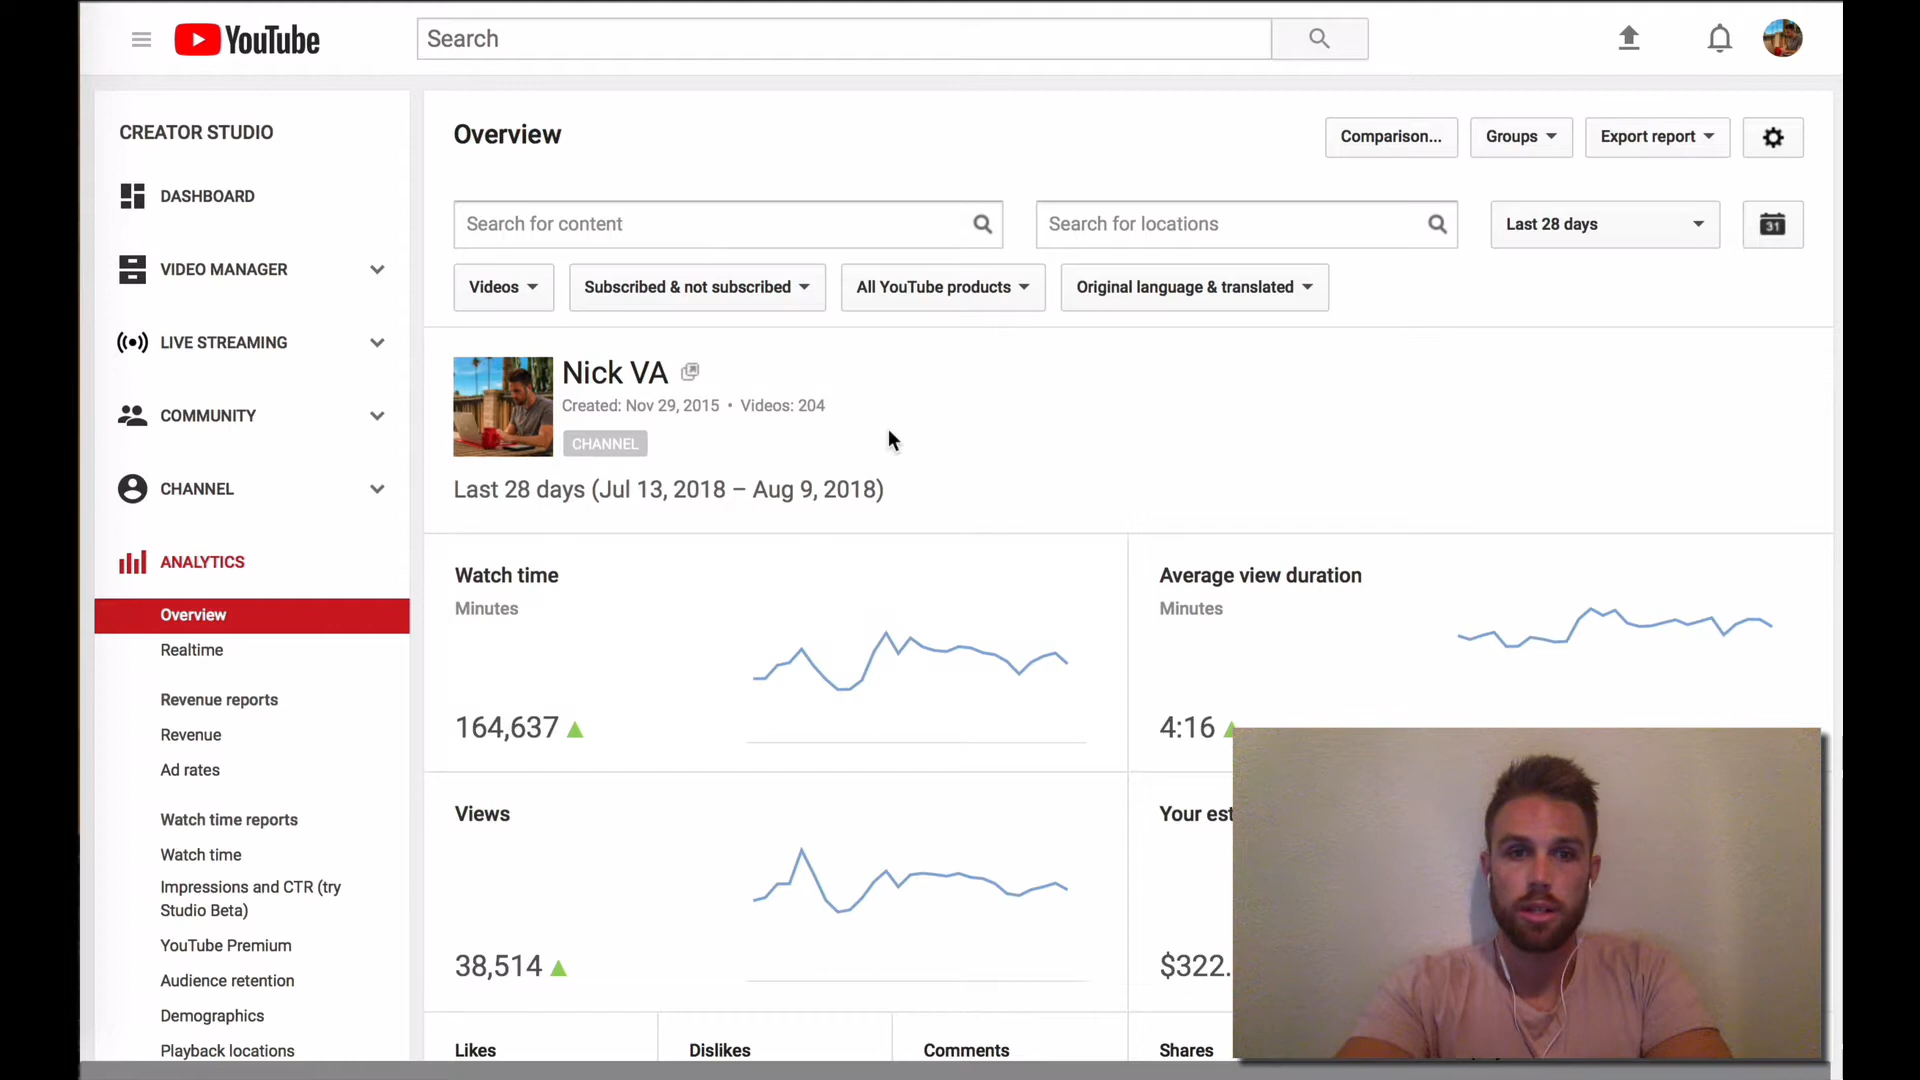 YouTube
Search
CREATOR STUDIO
DASHBOARD
VIDEO MANAGER
LIVE STREAMING
COMMUNITY
CHANNEL
ANALYTICS
Overview
Realtime
Revenue reports
Revenue
Ad rates
Watch time reports
Watch time
Impressions and CTR (try
Studio Beta)
YouTube Premium
Audience retention
Demographics
Playback locations
Overview
Comparison...
Groups
Export report
Search for content
Search for locations
Last 28 days
31
Videos
Subscribed & not subscribed
All YouTube products
Original language & translated
Nick VA
Created: Nov 29, 2015 • Videos: 204
CHANNEL
Last 28 days (Jul 13, 2018 – Aug 9, 2018)
Watch time
Minutes
164,637
Average view duration
Minutes
4:16
Views
38,514
Your est
$322.
Likes
Dislikes
Comments
Shares